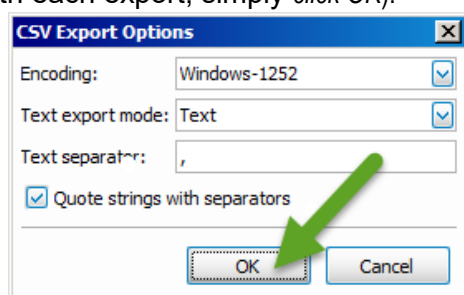 th each export, simply click OK).
CSV Export Options
Encoding: Windows-1252
Text export mode: Text
Text separator: ,
Quote strings with separators
OK Cancel